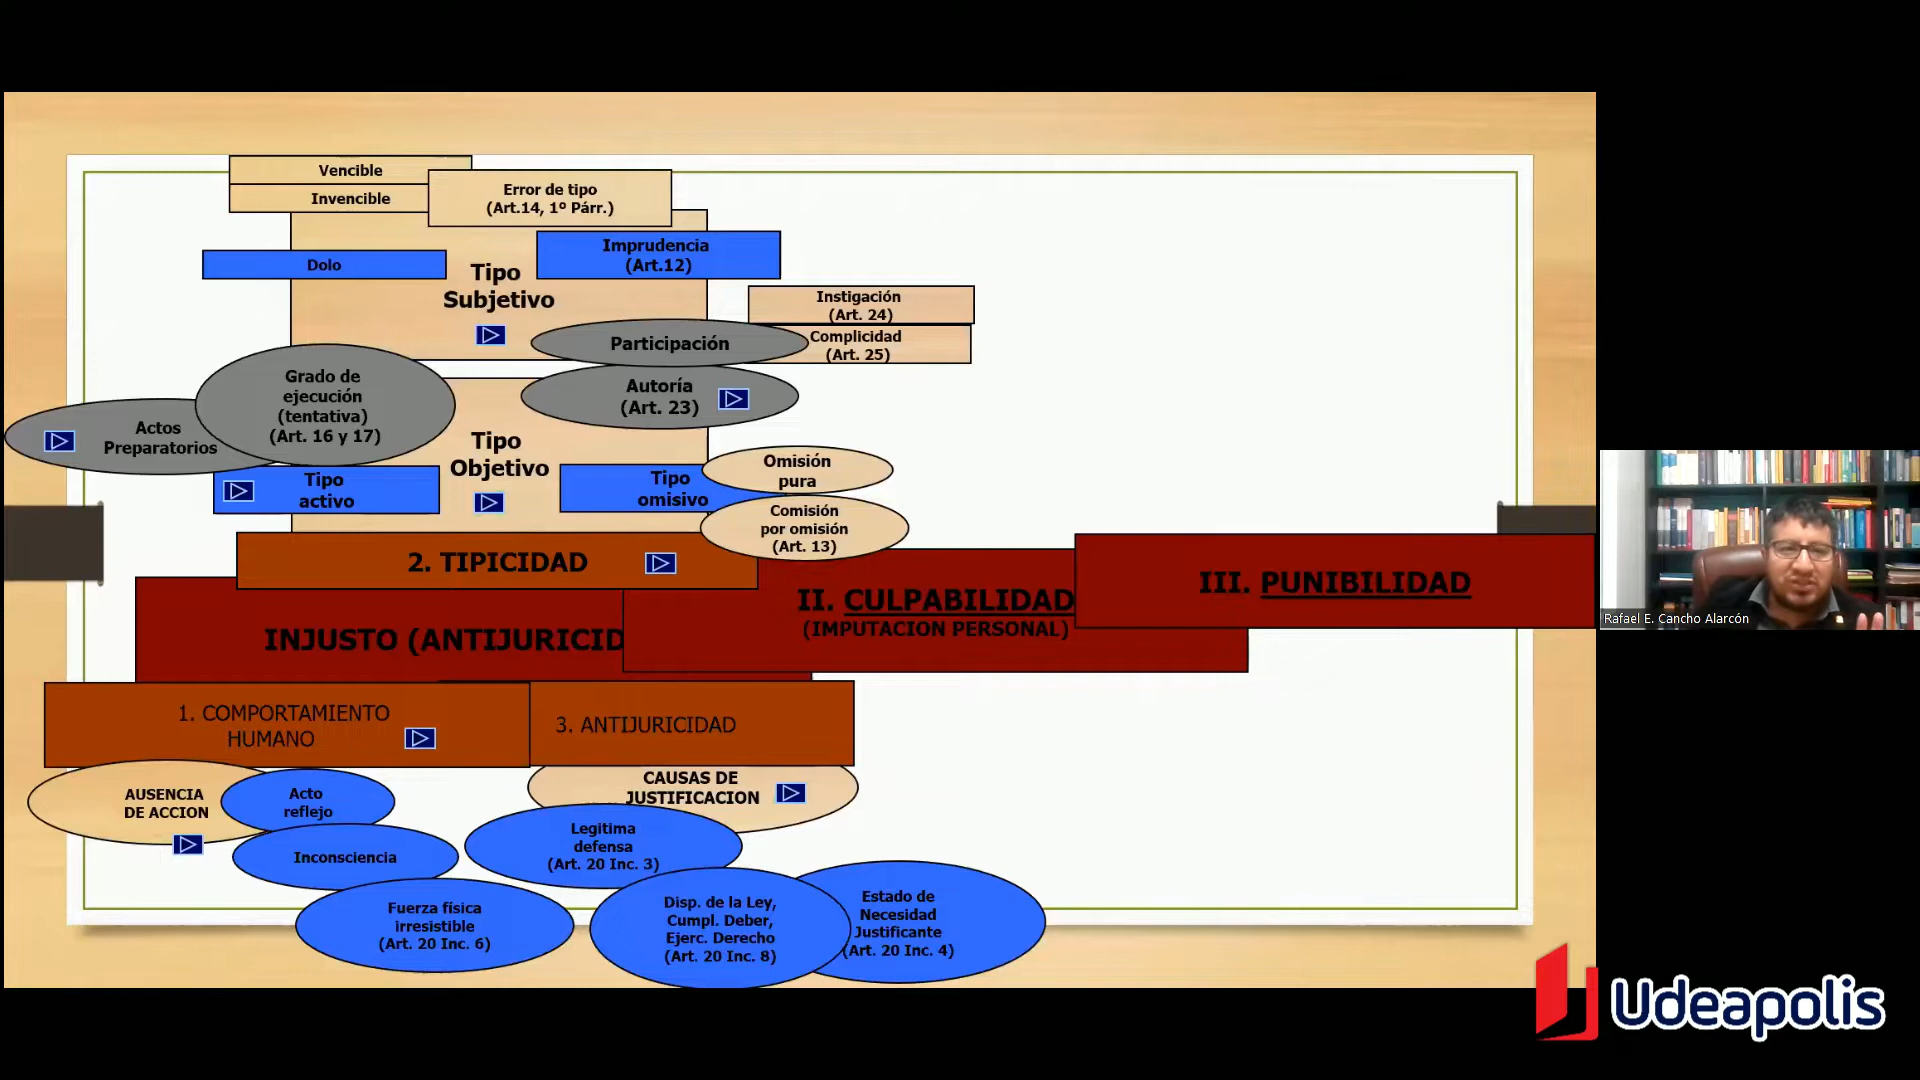 Vencible
Invencible
Error de tipo
(Art.14, 1º Párr.)
Dolo
Imprudencia
(Art.12)
Tipo
Subjetivo
Instigación
(Art. 24)
Complicidad
(Art. 25)
Participación
Autoría
(Art. 23)
Grado de
ejecución
(tentativa)
(Art. 16 y 17)
Actos
Preparatorios
Tipo
Objetivo
Tipo
activo
Tipo
omisivo
Omisión
pura
Comisión
por omisión
(Art. 13)
2. TIPICIDAD
INJUSTO (ANTIJURICID
II. CULPABILIDAD
(IMPUTACION PERSONAL)
III. PUNIBILIDAD
1. COMPORTAMIENTO
HUMANO
3. ANTIJURICIDAD
AUSENCIA
DE ACCION
Acto
reflejo
Inconsciencia
Fuerza física
irresistible
(Art. 20 Inc. 6)
CAUSAS DE
JUSTIFICACION
Legitima
defensa
(Art. 20 Inc. 3)
Disp. de la Ley,
Cumpl. Deber,
Ejerc. Derecho
(Art. 20 Inc. 8)
Estado de
Necesidad
Justificante
(Art. 20 Inc. 4)
Rafael E. Cancho Alarcón
Udeapolis